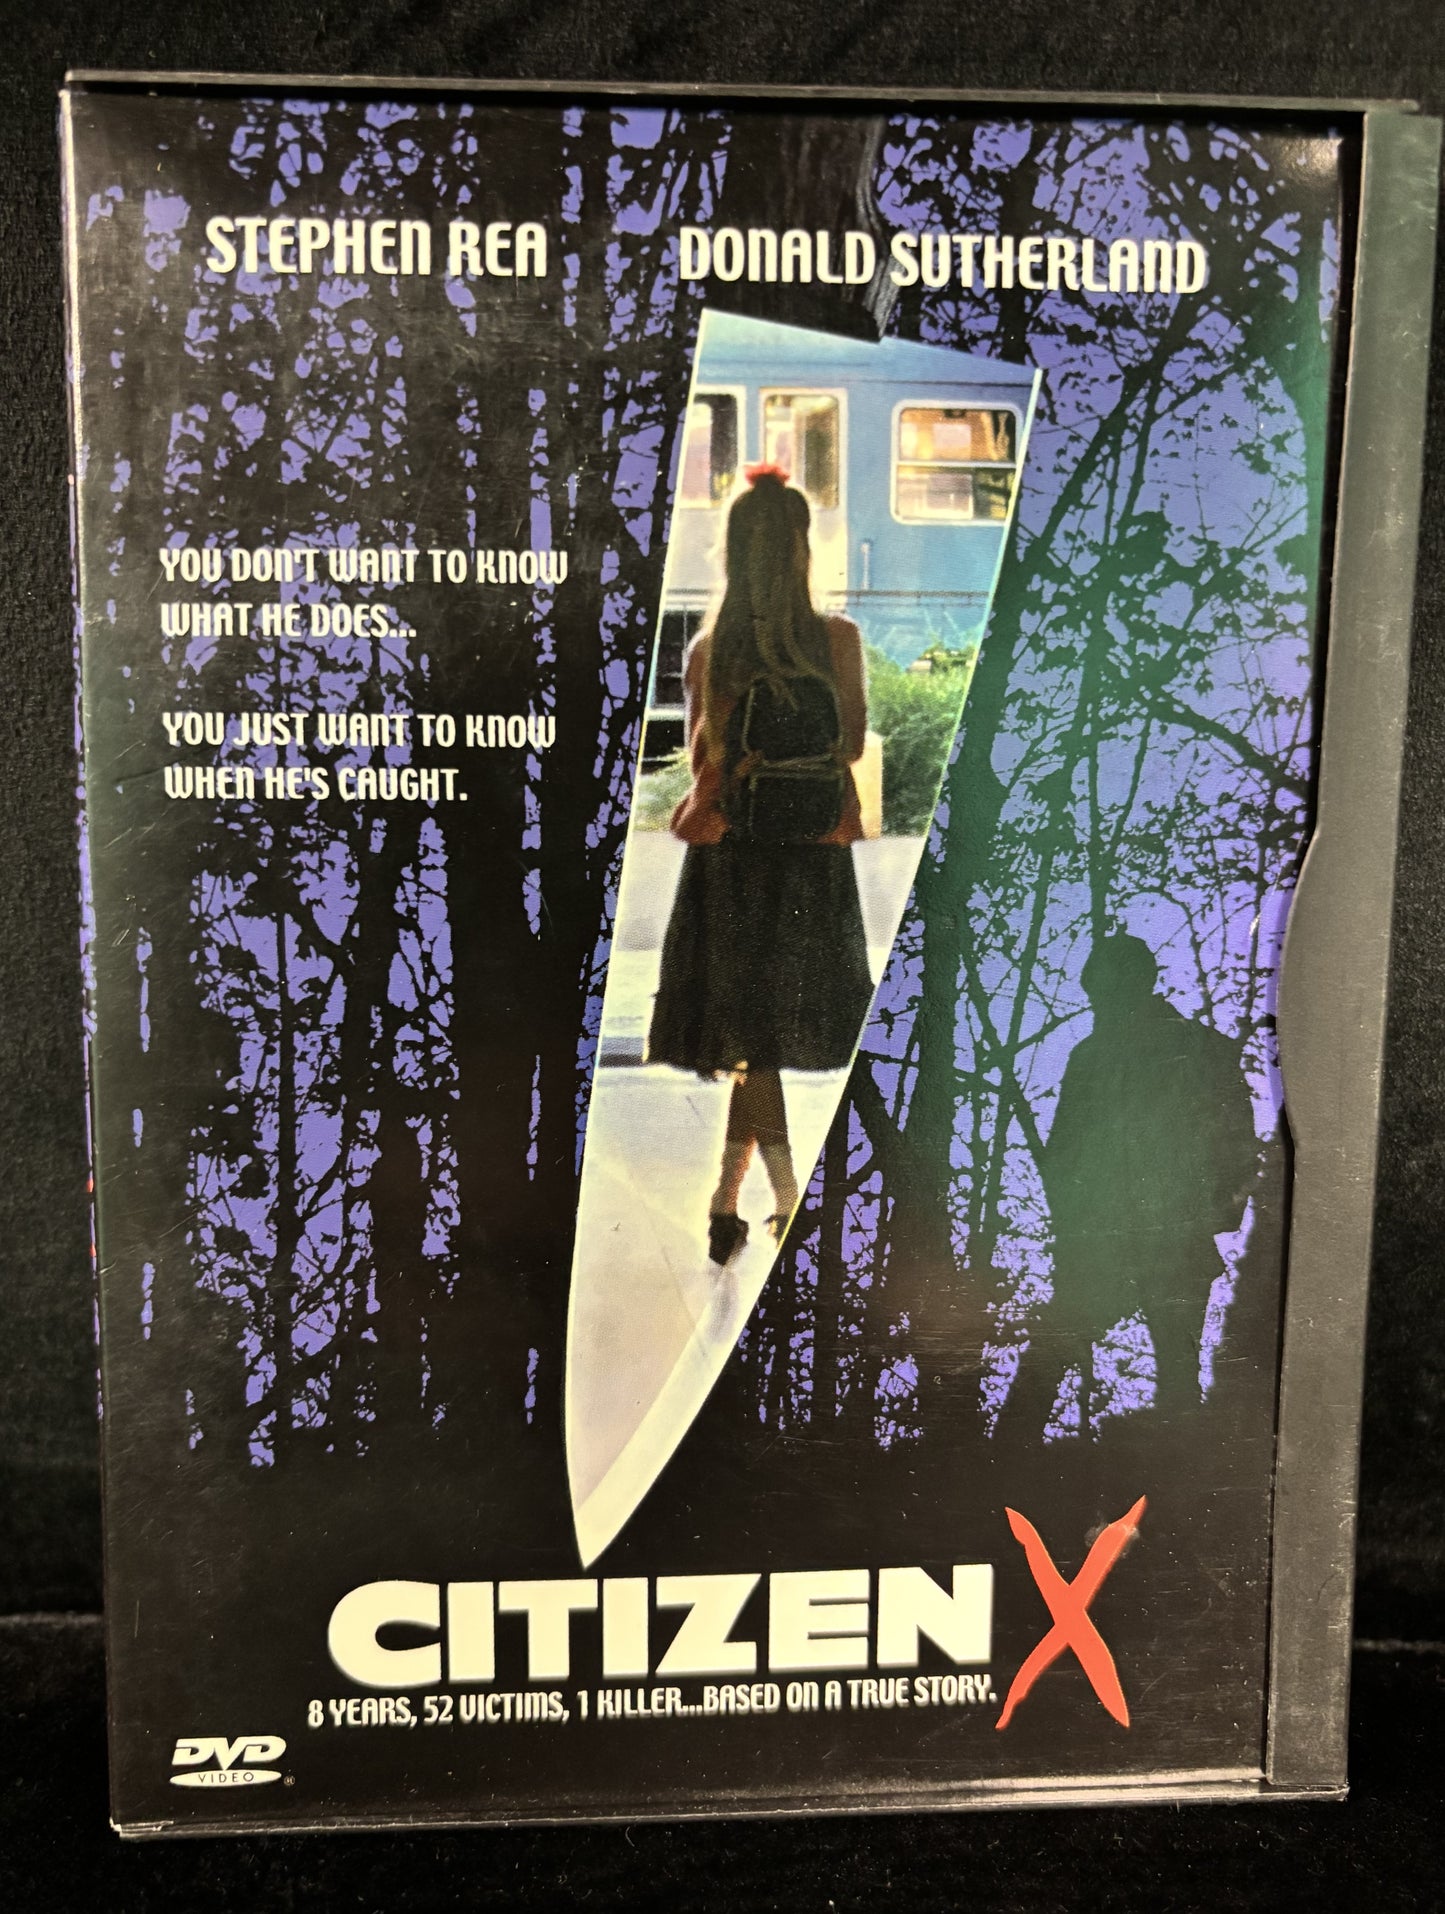 STEPHEN REA DONALD SUTHERLAND
YOU DON'T WANT TO KNOW
WHAT HE DOES...
YOU JUST WANT TO KNOW
WHEN HE'S CAUGHT.
CITIZEN X
8 YEARS, 52 VICTIMS, 1 KILLER...BASED ON A TRUE STORY.
DVD
VIDEO